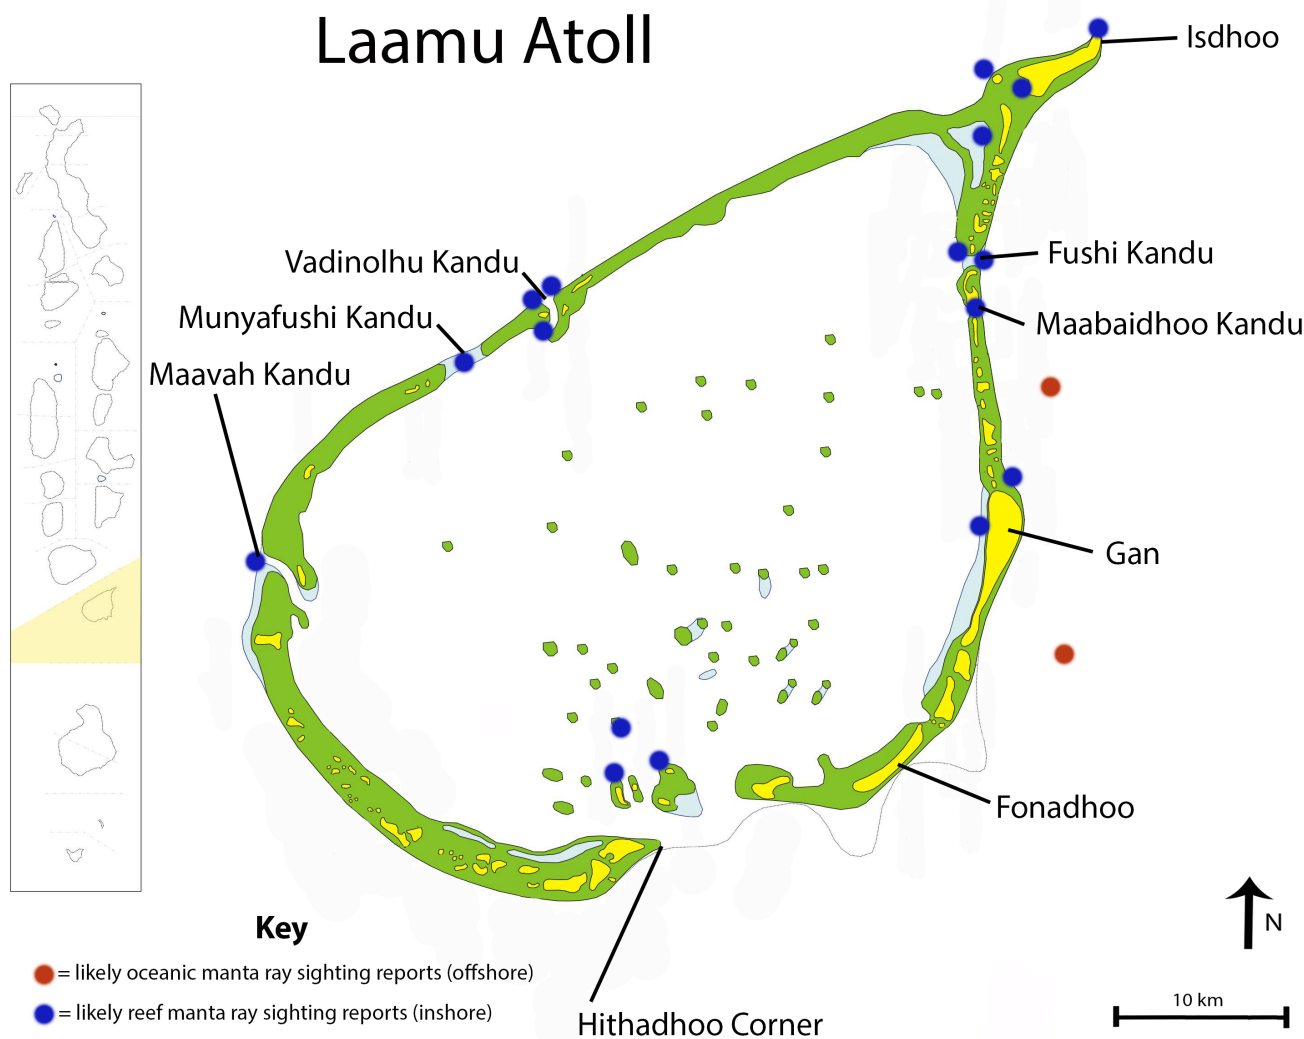 Laamu Atoll
Isdhoo
Vadinolhu Kandu
Fushi Kandu
Munyafushi Kandu
Maabaidhoo Kandu
Maavah Kandu
Gan
Fonadhoo
Key
N
= likely oceanic manta ray sighting reports (offshore)
= likely reef manta ray sighting reports (inshore)
10 km
Hithadhoo Corner